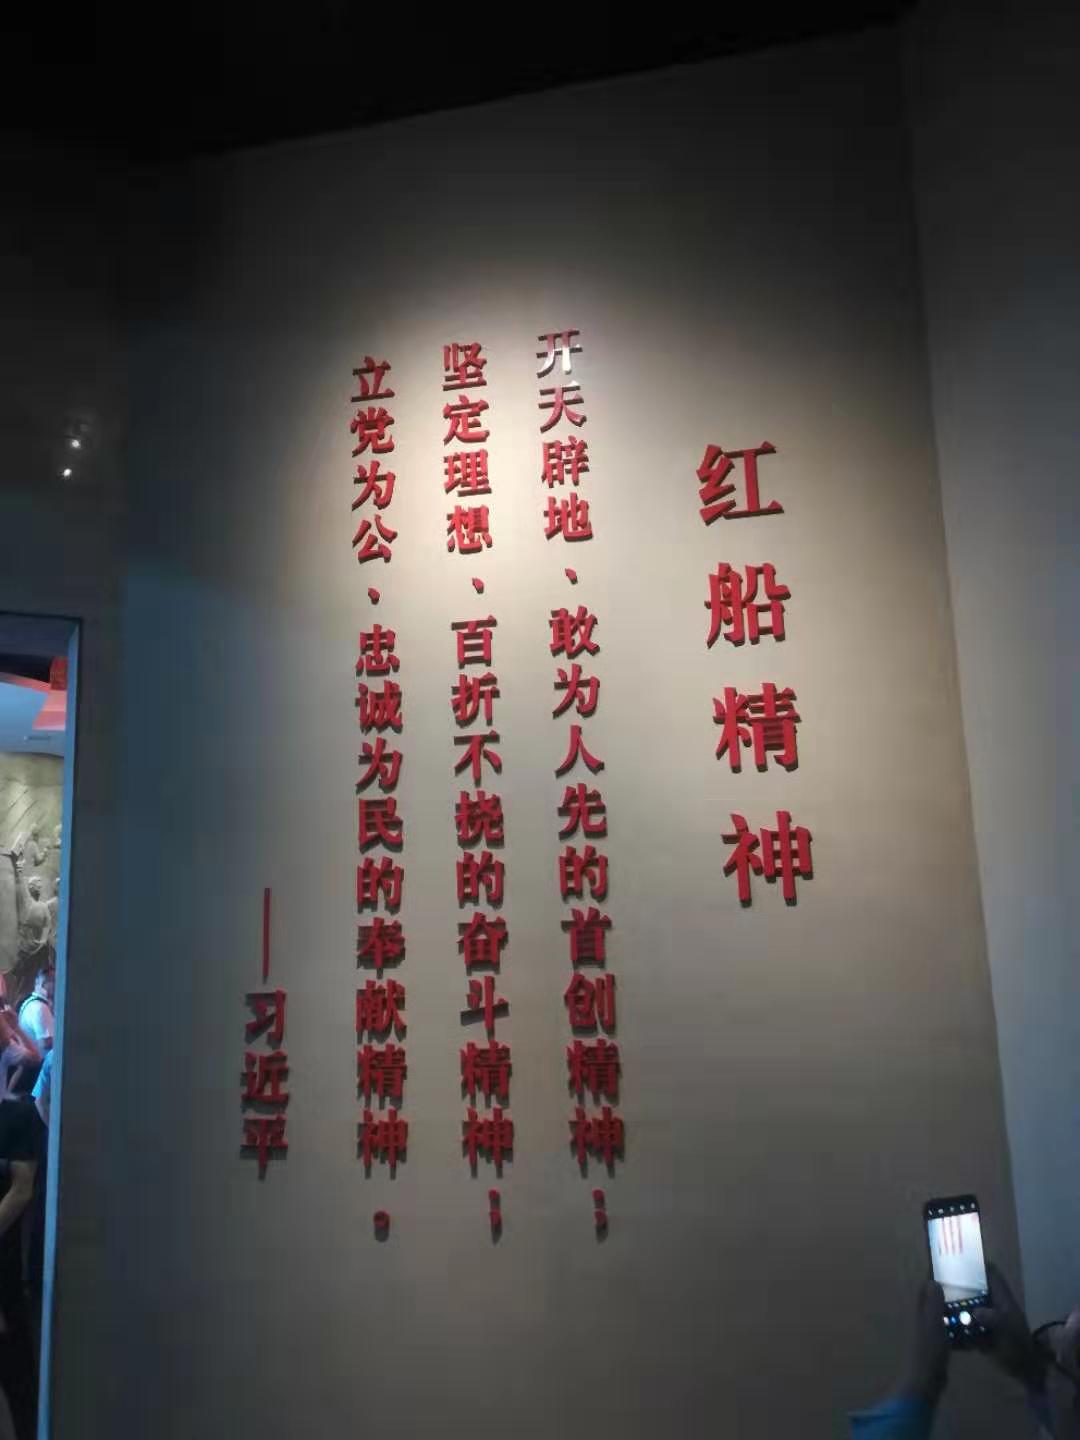 红船精神
开天辟地、敢为人先的首创精神；
坚定理想、百折不挠的奋斗精神；
立党为公、忠诚为民的奉献精神。
——习近平